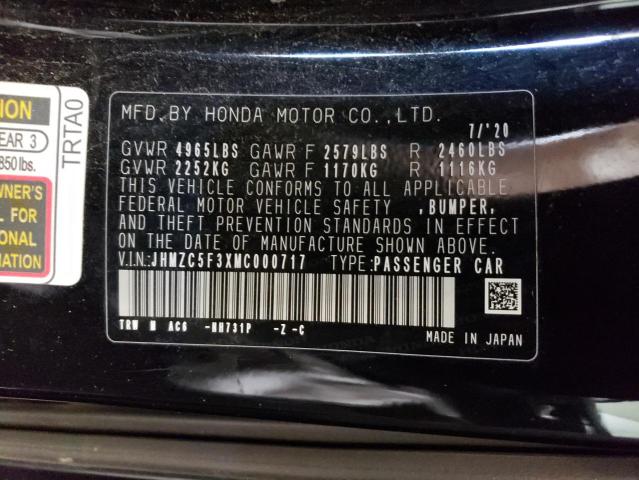 ION
EAR 3
850 lbs.
WNER'S
L FOR
ONAL
MATION
TRTA0
MFD. BY HONDA MOTOR CO., LTD.
7/'20
GVWR 4965LBS GAWR F 2579LBS R 2460LBS
GVWR 2252KG GAWR F 1170KG R 1116KG
THIS VEHICLE CONFORMS TO ALL APPLICABLE
FEDERAL MOTOR VEHICLE SAFETY ,BUMPER,
AND THEFT PREVENTION STANDARDS IN EFFECT
ON DATE OF MANUFACTURE SHOWN ABOVE.
V.IN.:JHMZC5F3XMC000717 TYPE:PASSENGER CAR
TRW M AC6 -NH731P -Z -C
MADE IN JAPAN